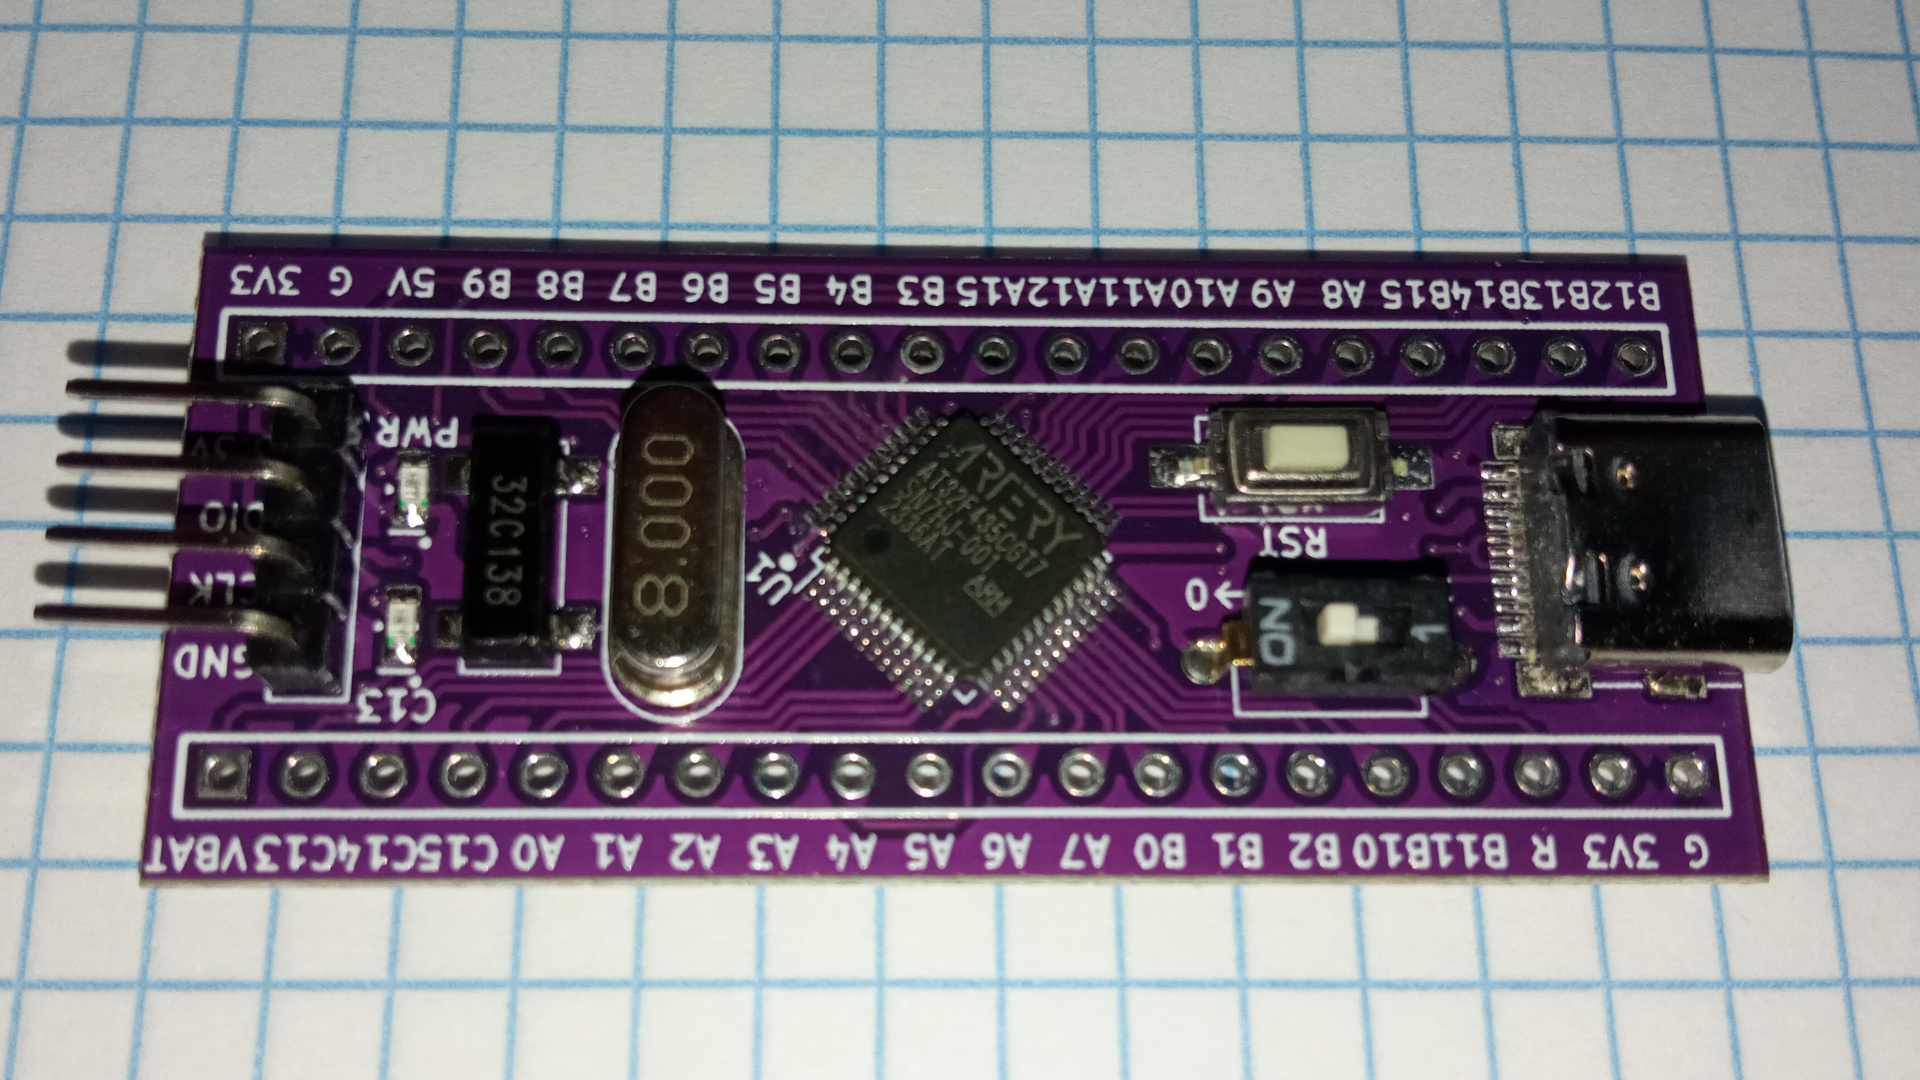 G 3V3 R B11 B10 B2 B1 B0 A7 A6 A5 A4 A3 A2 A1 A0 C15 C14 C13 VBAT
C13
GND
CLK
DIO
←0
ON
1
RST
U1
ARTERY
AT32F435CGT7
ARM
8.000
32C138
PWR
B12 B13 B14 B15 A8 A9 A10 A11 A12 A15 B3 B4 B5 B6 B7 B8 B9 5V G 3V3